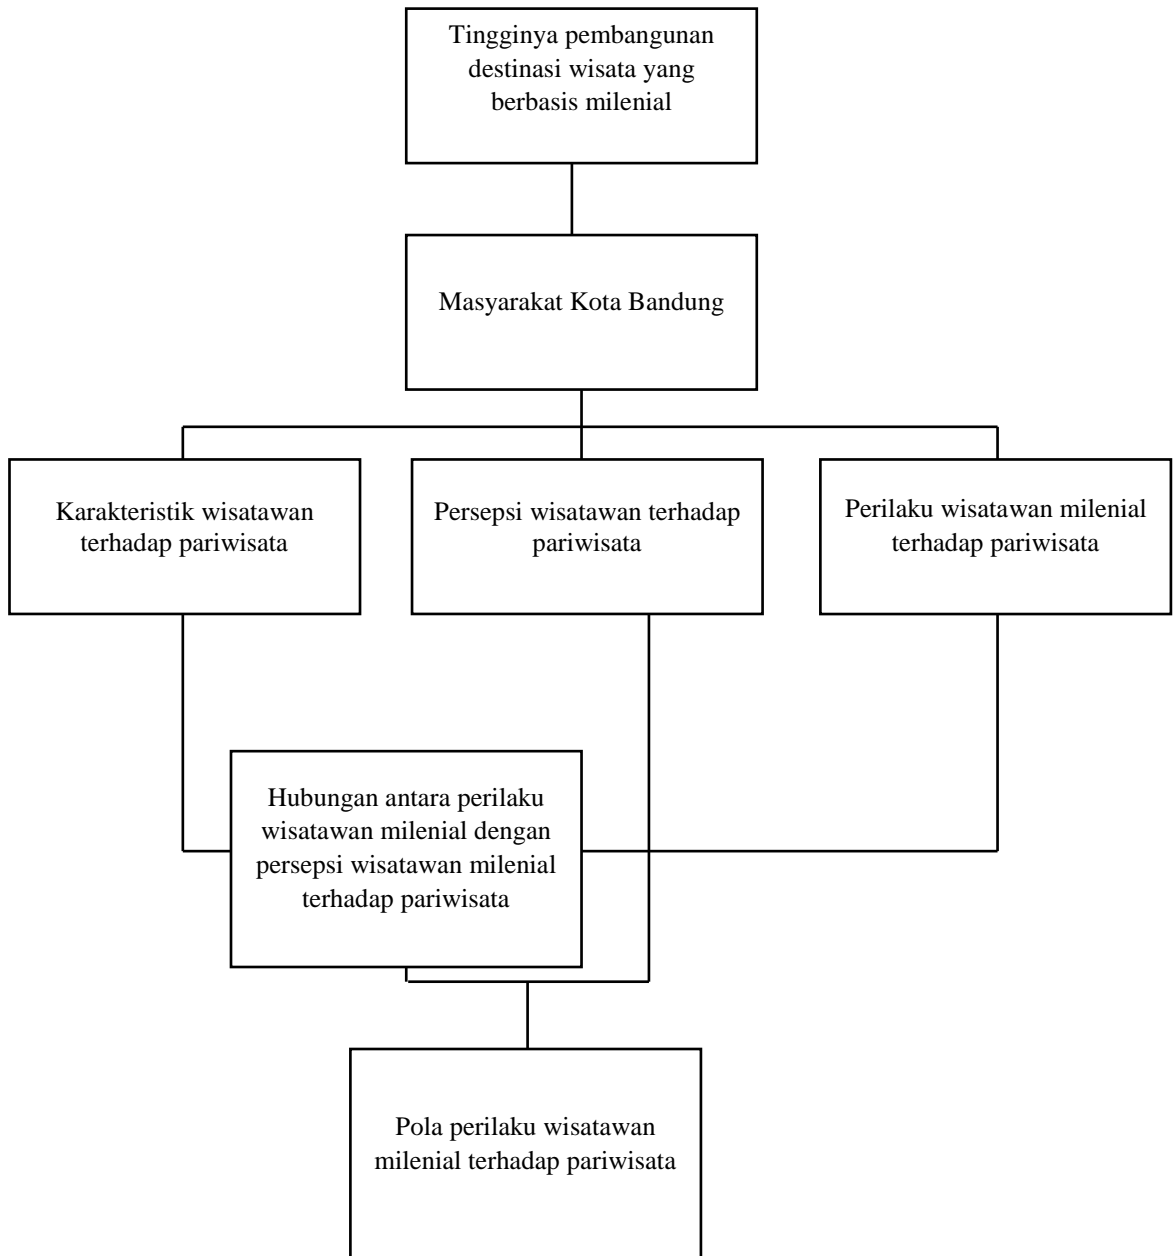 Tingginya pembangunan
destinasi wisata yang
berbasis milenial
Masyarakat Kota Bandung
Karakteristik wisatawan
terhadap pariwisata
Persepsi wisatawan terhadap
pariwisata
Perilaku wisatawan milenial
terhadap pariwisata
Hubungan antara perilaku
wisatawan milenial dengan
persepsi wisatawan milenial
terhadap pariwisata
Pola perilaku wisatawan
milenial terhadap pariwisata